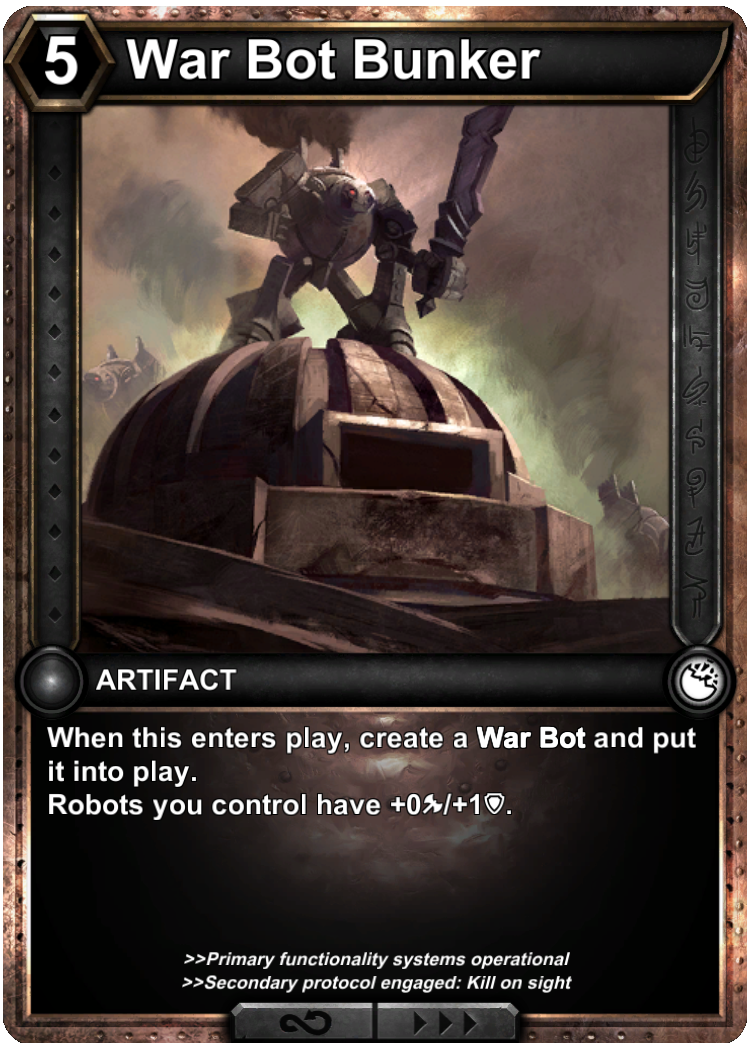 5 War Bot Bunker
ARTIFACT
When this enters play, create a War Bot and put
it into play.
Robots you control have +0/+1.
>>Primary functionality systems operational
>>Secondary protocol engaged: Kill on sight